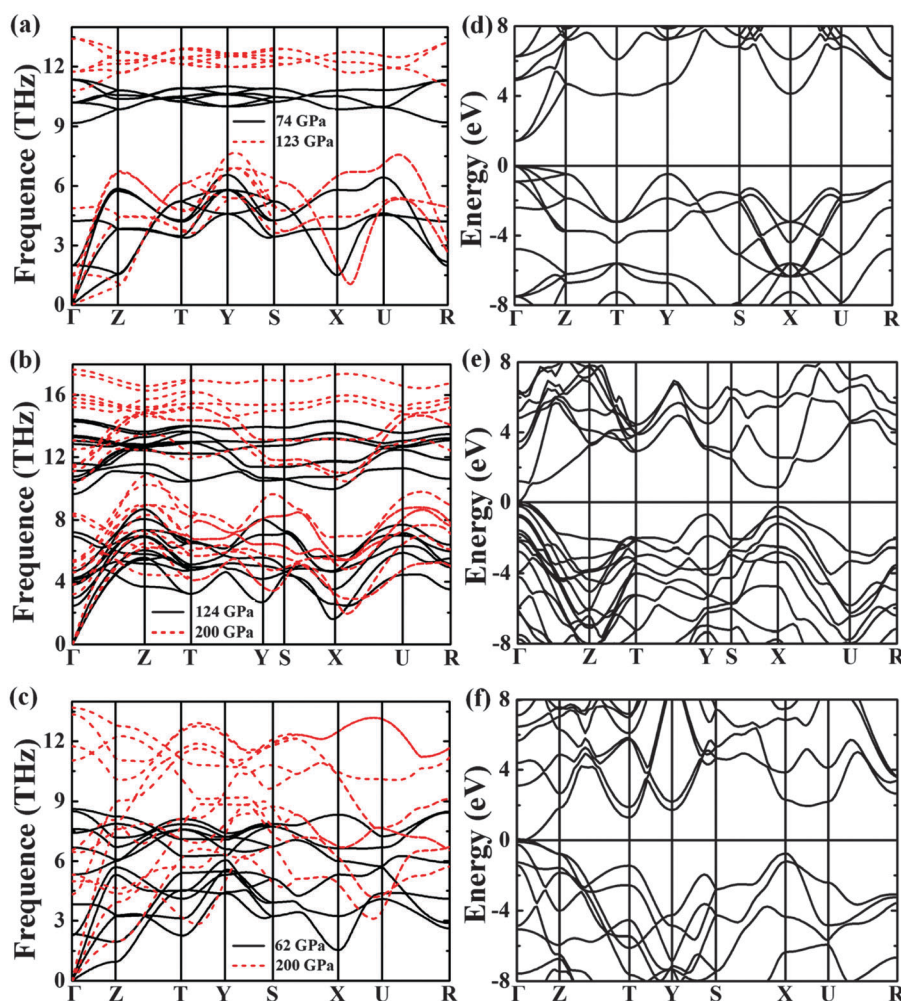 (a)
Frequence (THz)
12
9
6
3
0
74 GPa
123 GPa
Γ Z T Y S X U R
(d)
Energy (eV)
8
4
0
-4
-8
Γ Z T Y S X U R
(b)
Frequence (THz)
16
12
8
4
0
124 GPa
200 GPa
Γ Z T Y S X U R
(e)
Energy (eV)
8
4
0
-4
-8
Γ Z T Y S X U R
(c)
Frequence (THz)
12
9
6
3
0
62 GPa
200 GPa
Γ Z T Y S X U R
(f)
Energy (eV)
8
4
0
-4
-8
Γ Z T Y S X U R